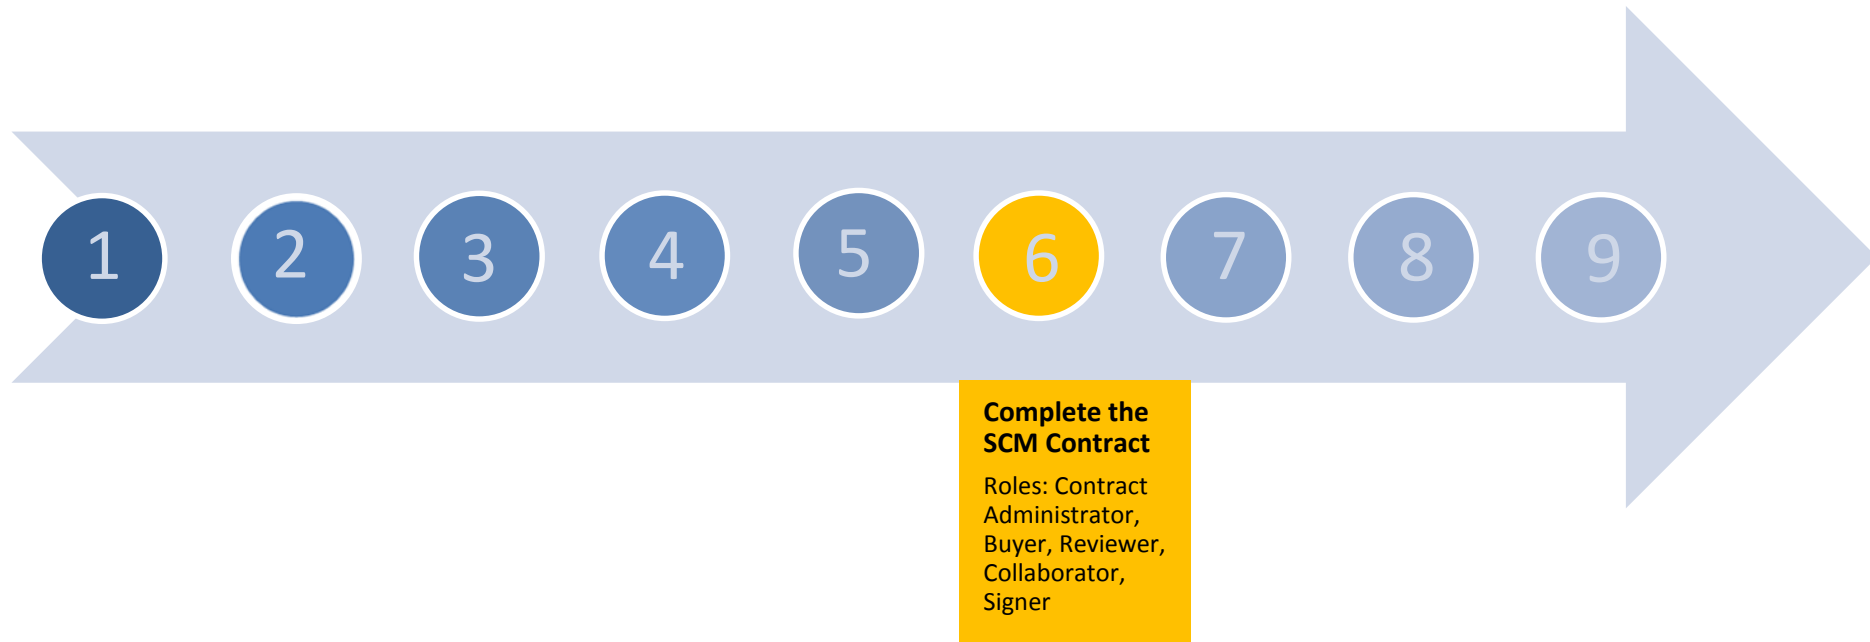 1 2 3 4 5 6 7 8 9
Complete the
SCM Contract
Roles: Contract
Administrator,
Buyer, Reviewer,
Collaborator,
Signer